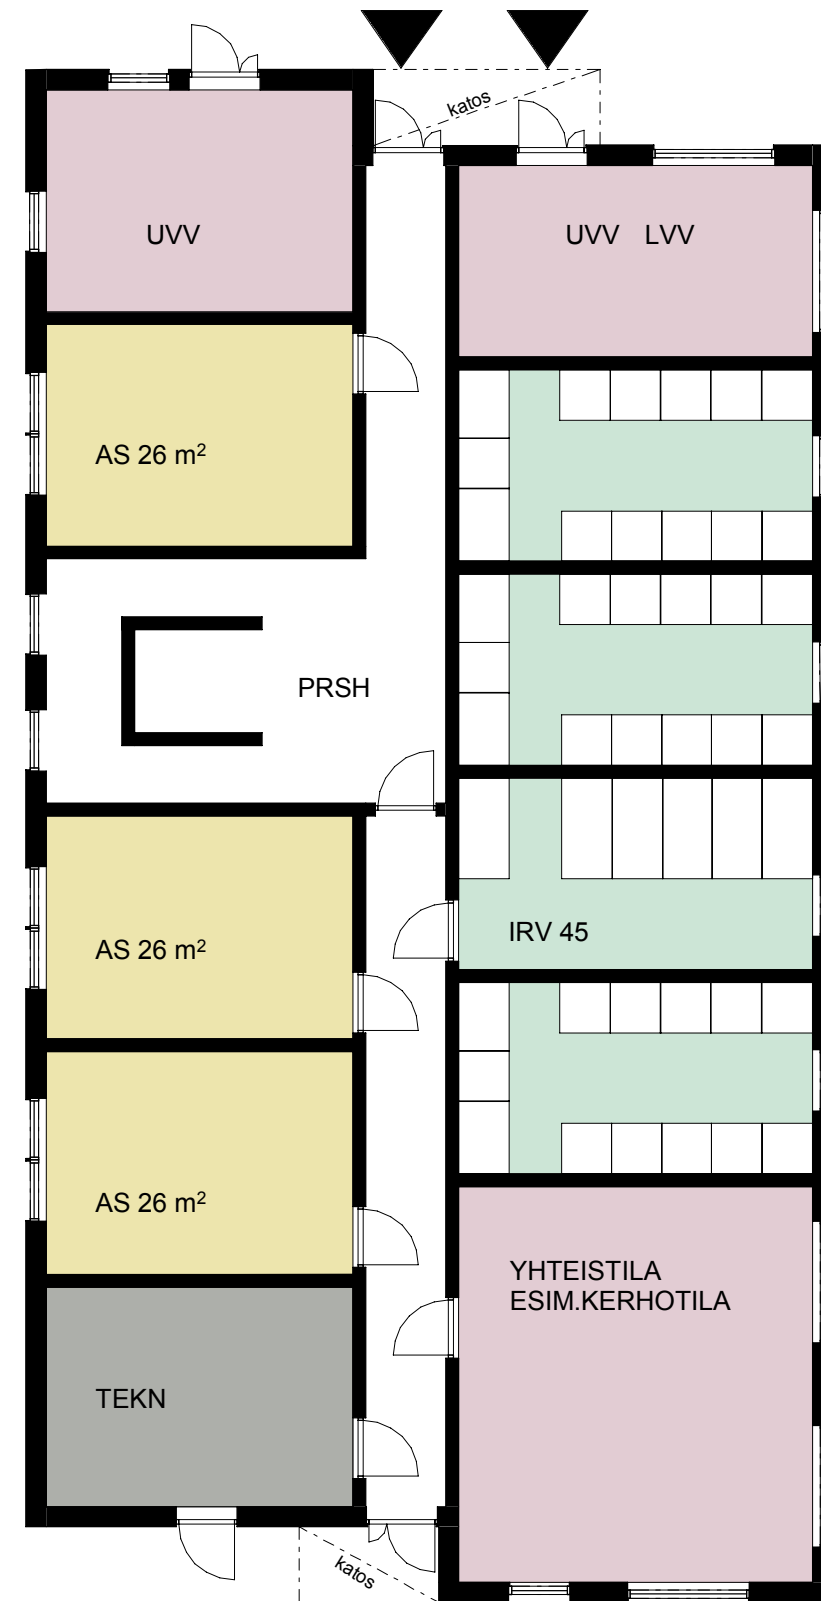 katos
UVV
UVV LVV
AS 26 m²
PRSH
AS 26 m²
IRV 45
AS 26 m²
YHTEISTILA
ESIM.KERHOTILA
TEKN
katos